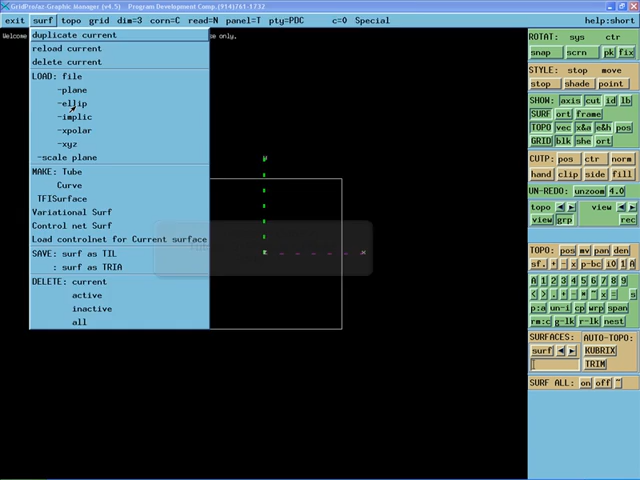 GridPro/az-Graphic Manager (v4.5) Program Development Comp.(914)761-1732
exit surf topo grid dim=3 corn=C read=N panel=T pty=PDC c=0 Special help:short
Welcome
e only.
duplicate current
reload current
delete current
LOAD: file
-plane
-ellip
-implic
-xpolar
-xyz
-scale plane
MAKE: Tube
Curve
TFISurface
Variational Surf
Control net Surf
Load controlnet for Current surface
SAVE: surf as TIL
: surf as TRIA
DELETE: current
active
inactive
all
ROTAT: sys ctr
snap scrn pk fix
STYLE: stop move
stop shade point
SHOW: axis cut id lb
SURF ort frame
TOPO vec x&a e&h pos
GRID blk she ort
CUTP: pos ctr norm
hand clip side fill
UN-REDO: unzoom 4.0
topo view
view grp rec
TOPO: pos mv pan den
sf. + - x p-bc i0 1 A
A 1 2 3 4 5 6 7 8 9
< > . + - = ~ x = s
p:a un-i cp wrp span
rm:c g-lk r-lk nest
SURFACES: AUTO-TOPO:
surf KUBRIX
TRIM
SURF ALL: on off ~